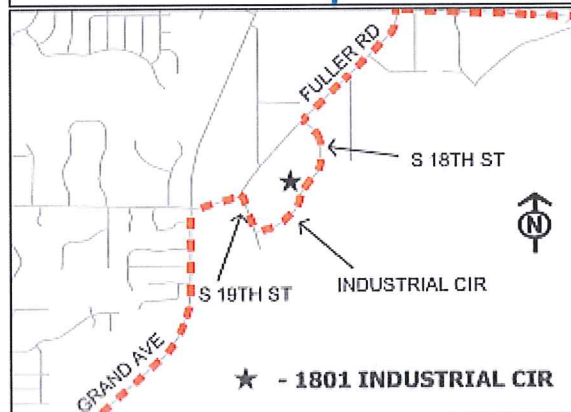 FULLER RD
S 18TH ST
N
S 19TH ST
INDUSTRIAL CIR
GRAND AVE
★ - 1801 INDUSTRIAL CIR